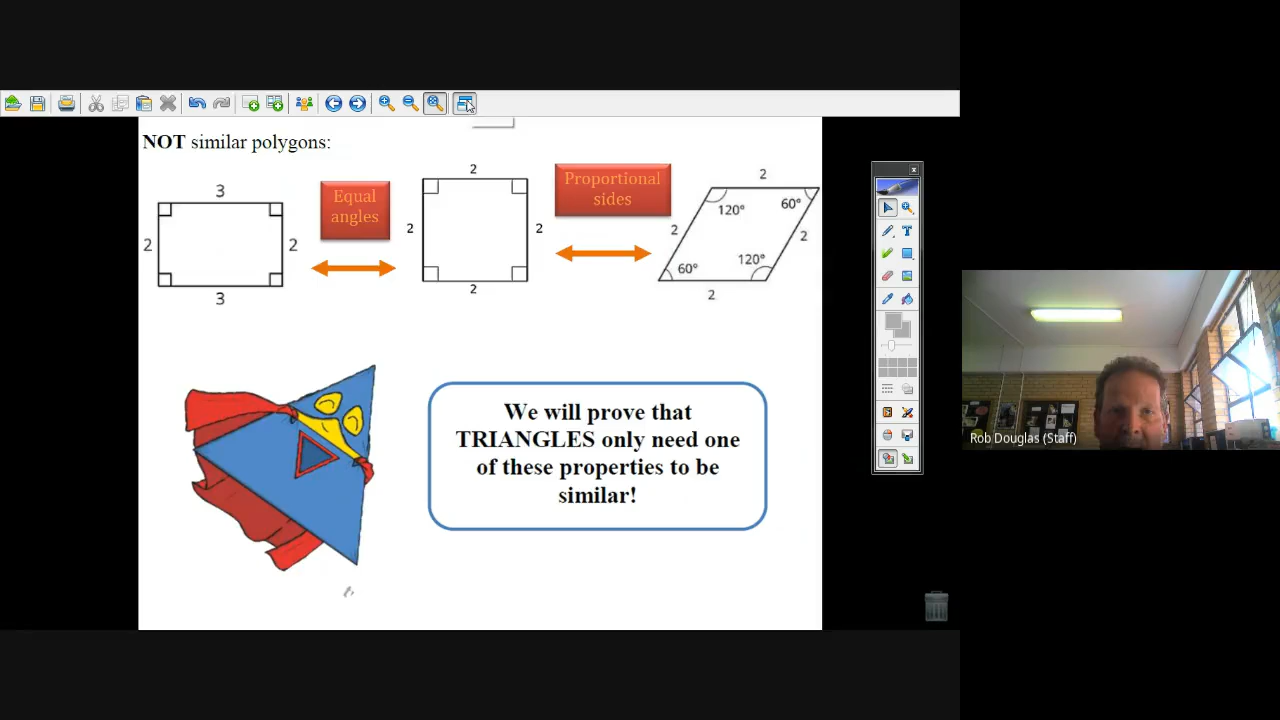 NOT similar polygons:
3
2
2
3
Equal
angles
2
2
2
2
Proportional
sides
2
2
2
2
120°
60°
60°
120°
We will prove that
TRIANGLES only need one
of these properties to be
similar!
Rob Douglas (Staff)